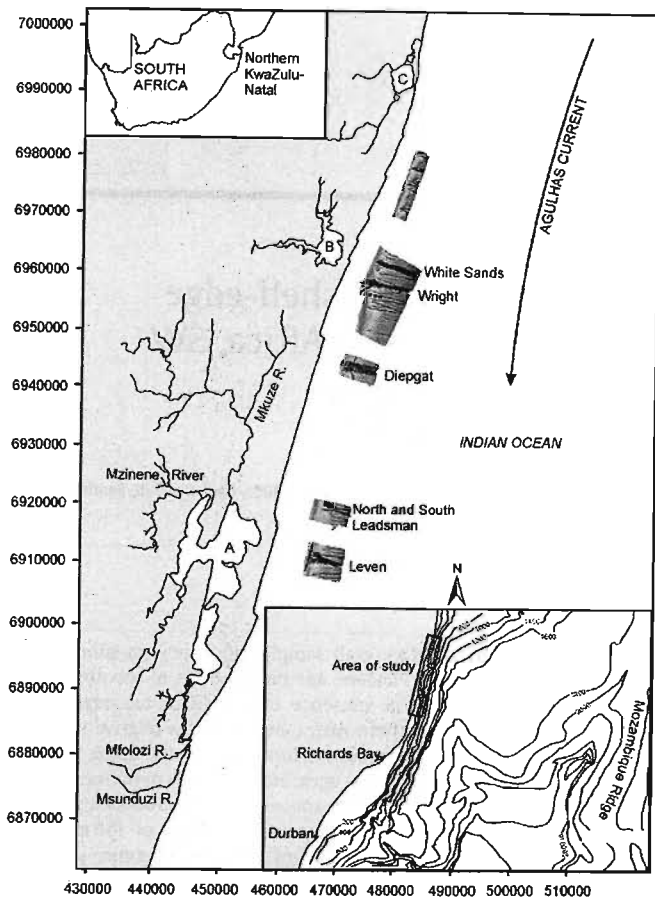 7000000
6990000
6980000
6970000
6960000
6950000
6940000
6930000
6920000
6910000
6900000
6890000
6880000
6870000
SOUTH
AFRICA
Northern
KwaZulu-
Natal
C
AGULHAS CURRENT
B
White Sands
Wright
Diepgat
Mkuze R.
INDIAN OCEAN
Mzinene River
A
North and South
Leadsman
Leven
N
Area of study
Richards Bay
Durban
Mozambique Ridge
Mfolozi R.
Msunduzi R.
430000 440000 450000 460000 470000 480000 490000 500000 510000